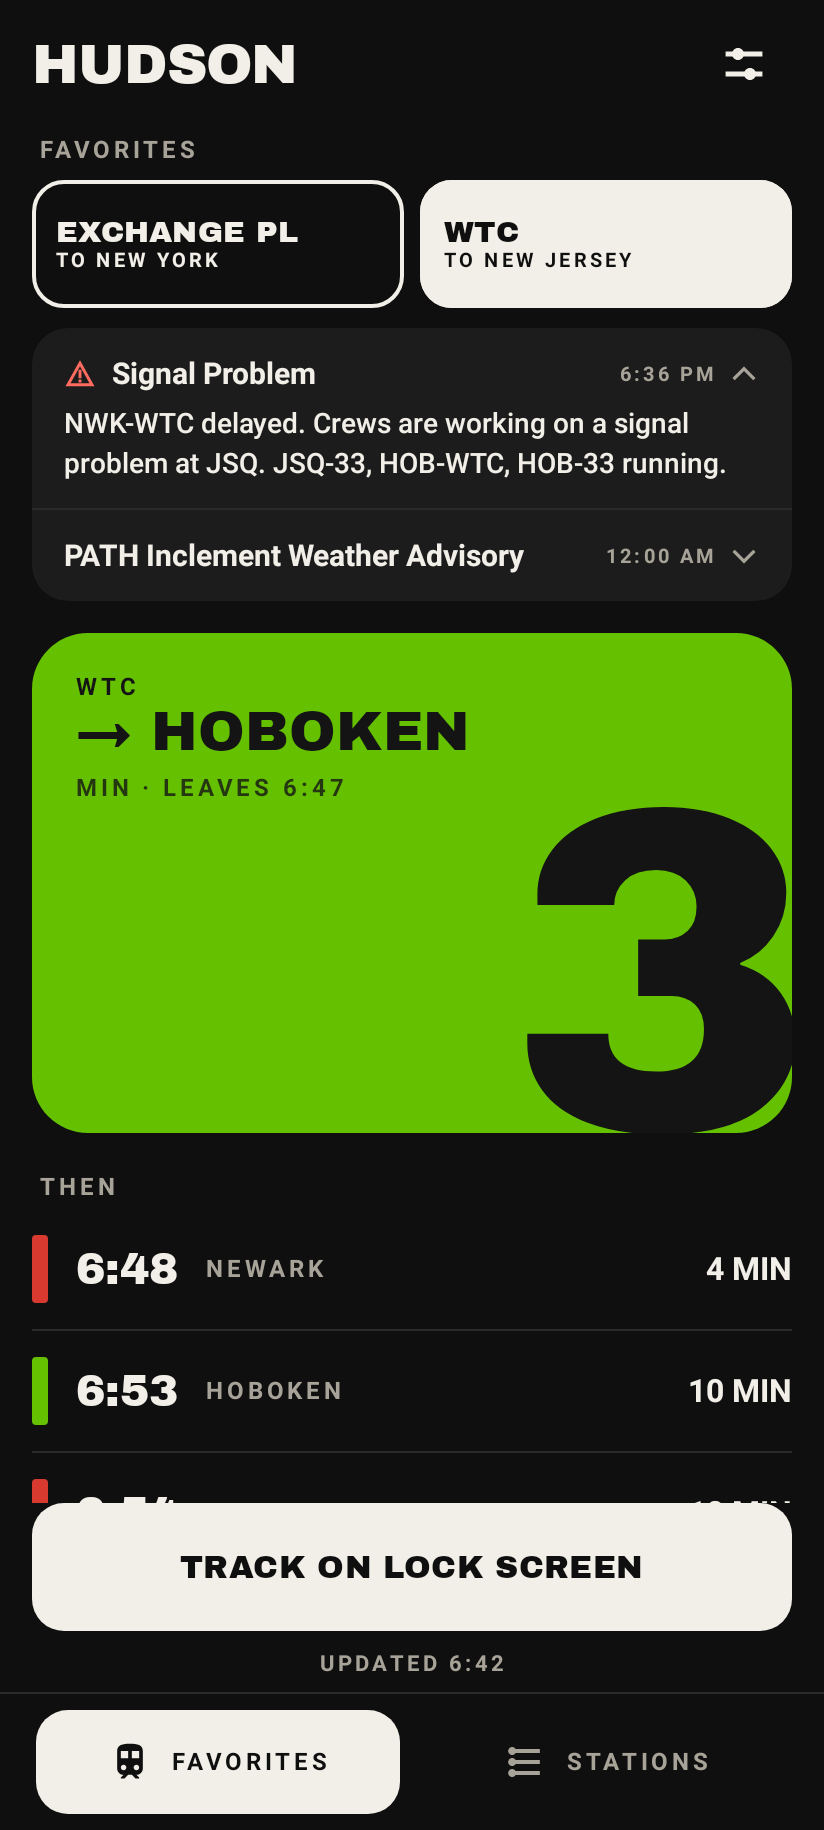 HUDSON
FAVORITES
EXCHANGE PL
TO NEW YORK
WTC
TO NEW JERSEY
Signal Problem
6:36 PM
NWK-WTC delayed. Crews are working on a signal
problem at JSQ. JSQ-33, HOB-WTC, HOB-33 running.
PATH Inclement Weather Advisory
12:00 AM
WTC
→ HOBOKEN
MIN · LEAVES 6:47
3
THEN
6:48 NEWARK 4 MIN
6:53 HOBOKEN 10 MIN
TRACK ON LOCK SCREEN
UPDATED 6:42
FAVORITES
STATIONS